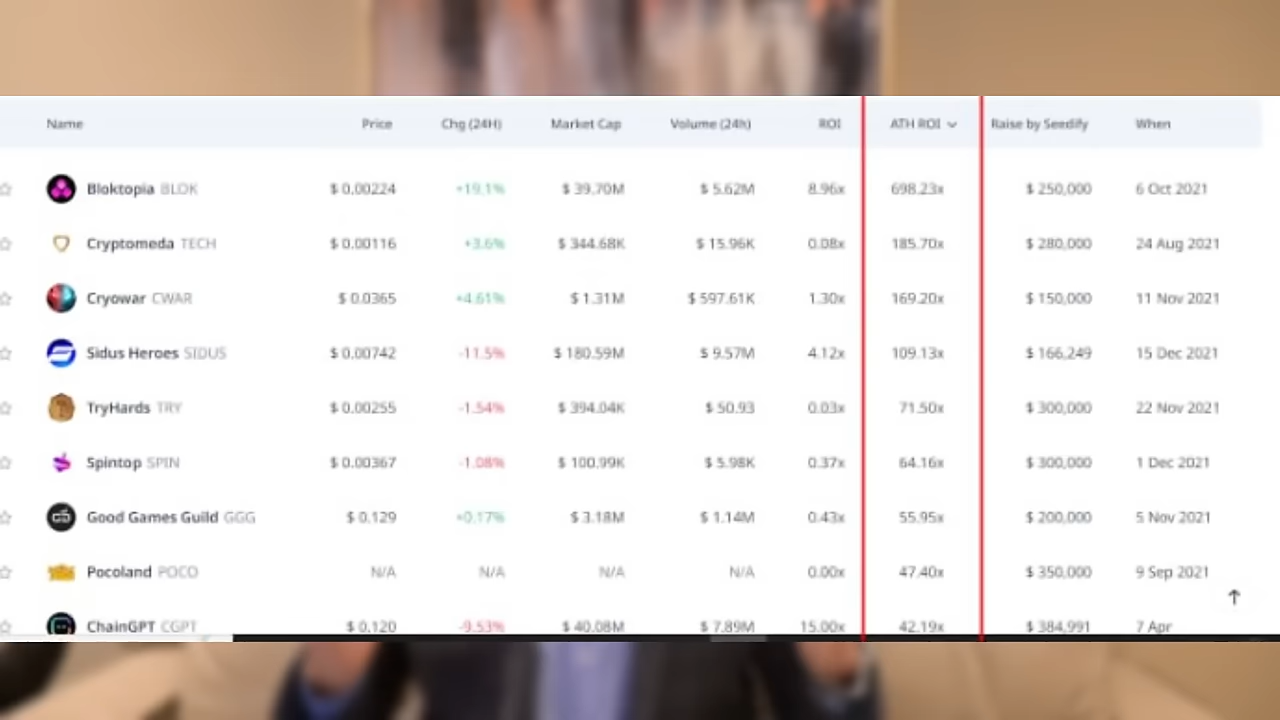 Name Price Chg (24H) Market Cap Volume (24h) ROI ATH ROI Raise by Seedify When
Bloktopia BLOK $ 0.00224 +19.1% $ 39.70M $ 5.62M 8.96x 698.23x $ 250,000 6 Oct 2021
Cryptomeda TECH $ 0.00116 +3.6% $ 344.68K $ 15.96K 0.08x 185.70x $ 280,000 24 Aug 2021
Cryowar CWAR $ 0.0365 +4.61% $ 1.31M $ 597.61K 1.30x 169.20x $ 150,000 11 Nov 2021
Sidus Heroes SIDUS $ 0.00742 -11.5% $ 180.59M $ 9.57M 4.12x 109.13x $ 166,249 15 Dec 2021
TryHards TRY $ 0.00255 -1.54% $ 394.04K $ 50.93 0.03x 71.50x $ 300,000 22 Nov 2021
Spintop SPIN $ 0.00367 -1.08% $ 100.99K $ 5.98K 0.37x 64.16x $ 300,000 1 Dec 2021
Good Games Guild GGG $ 0.129 +0.17% $ 3.18M $ 1.14M 0.43x 55.95x $ 200,000 5 Nov 2021
Pocoland POCO N/A N/A N/A N/A 0.00x 47.40x $ 350,000 9 Sep 2021
ChainGPT CGPT $ 0.120 -9.53% $ 40.08M $ 7.89M 15.00x 42.19x $ 384,991 7 Apr